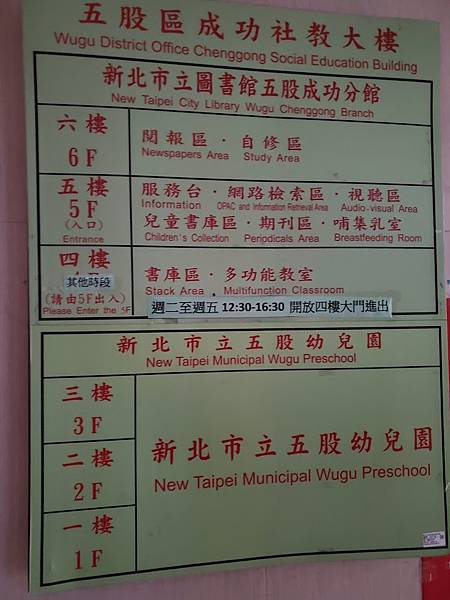 五股區成功社教大樓
Wugu District Office Chenggong Social Education Building
新北市立圖書館五股成功分館
New Taipei City Library Wugu Chenggong Branch
六樓
6F
閱報區·自修區
Newspapers Area Study Area
五樓
5F
(入口)
Entrance
服務台·網路檢索區·視聽區
Information OPAC and Information Retrieval Area Audio-visual Area
兒童書庫區·期刊區·哺集乳室
Children's Collection Periodicals Area Breastfeeding Room
四樓
其他時段
(請由5F出入)
Please Enter the 5F
書庫區·多功能教室
Stack Area Multifunction Classroom
週二至週五 12:30-16:30 開放四樓大門進出
新北市立五股幼兒園
New Taipei Municipal Wugu Preschool
三樓
3F
二樓
2F
一樓
1F
新北市立五股幼兒園
New Taipei Municipal Wugu Preschool